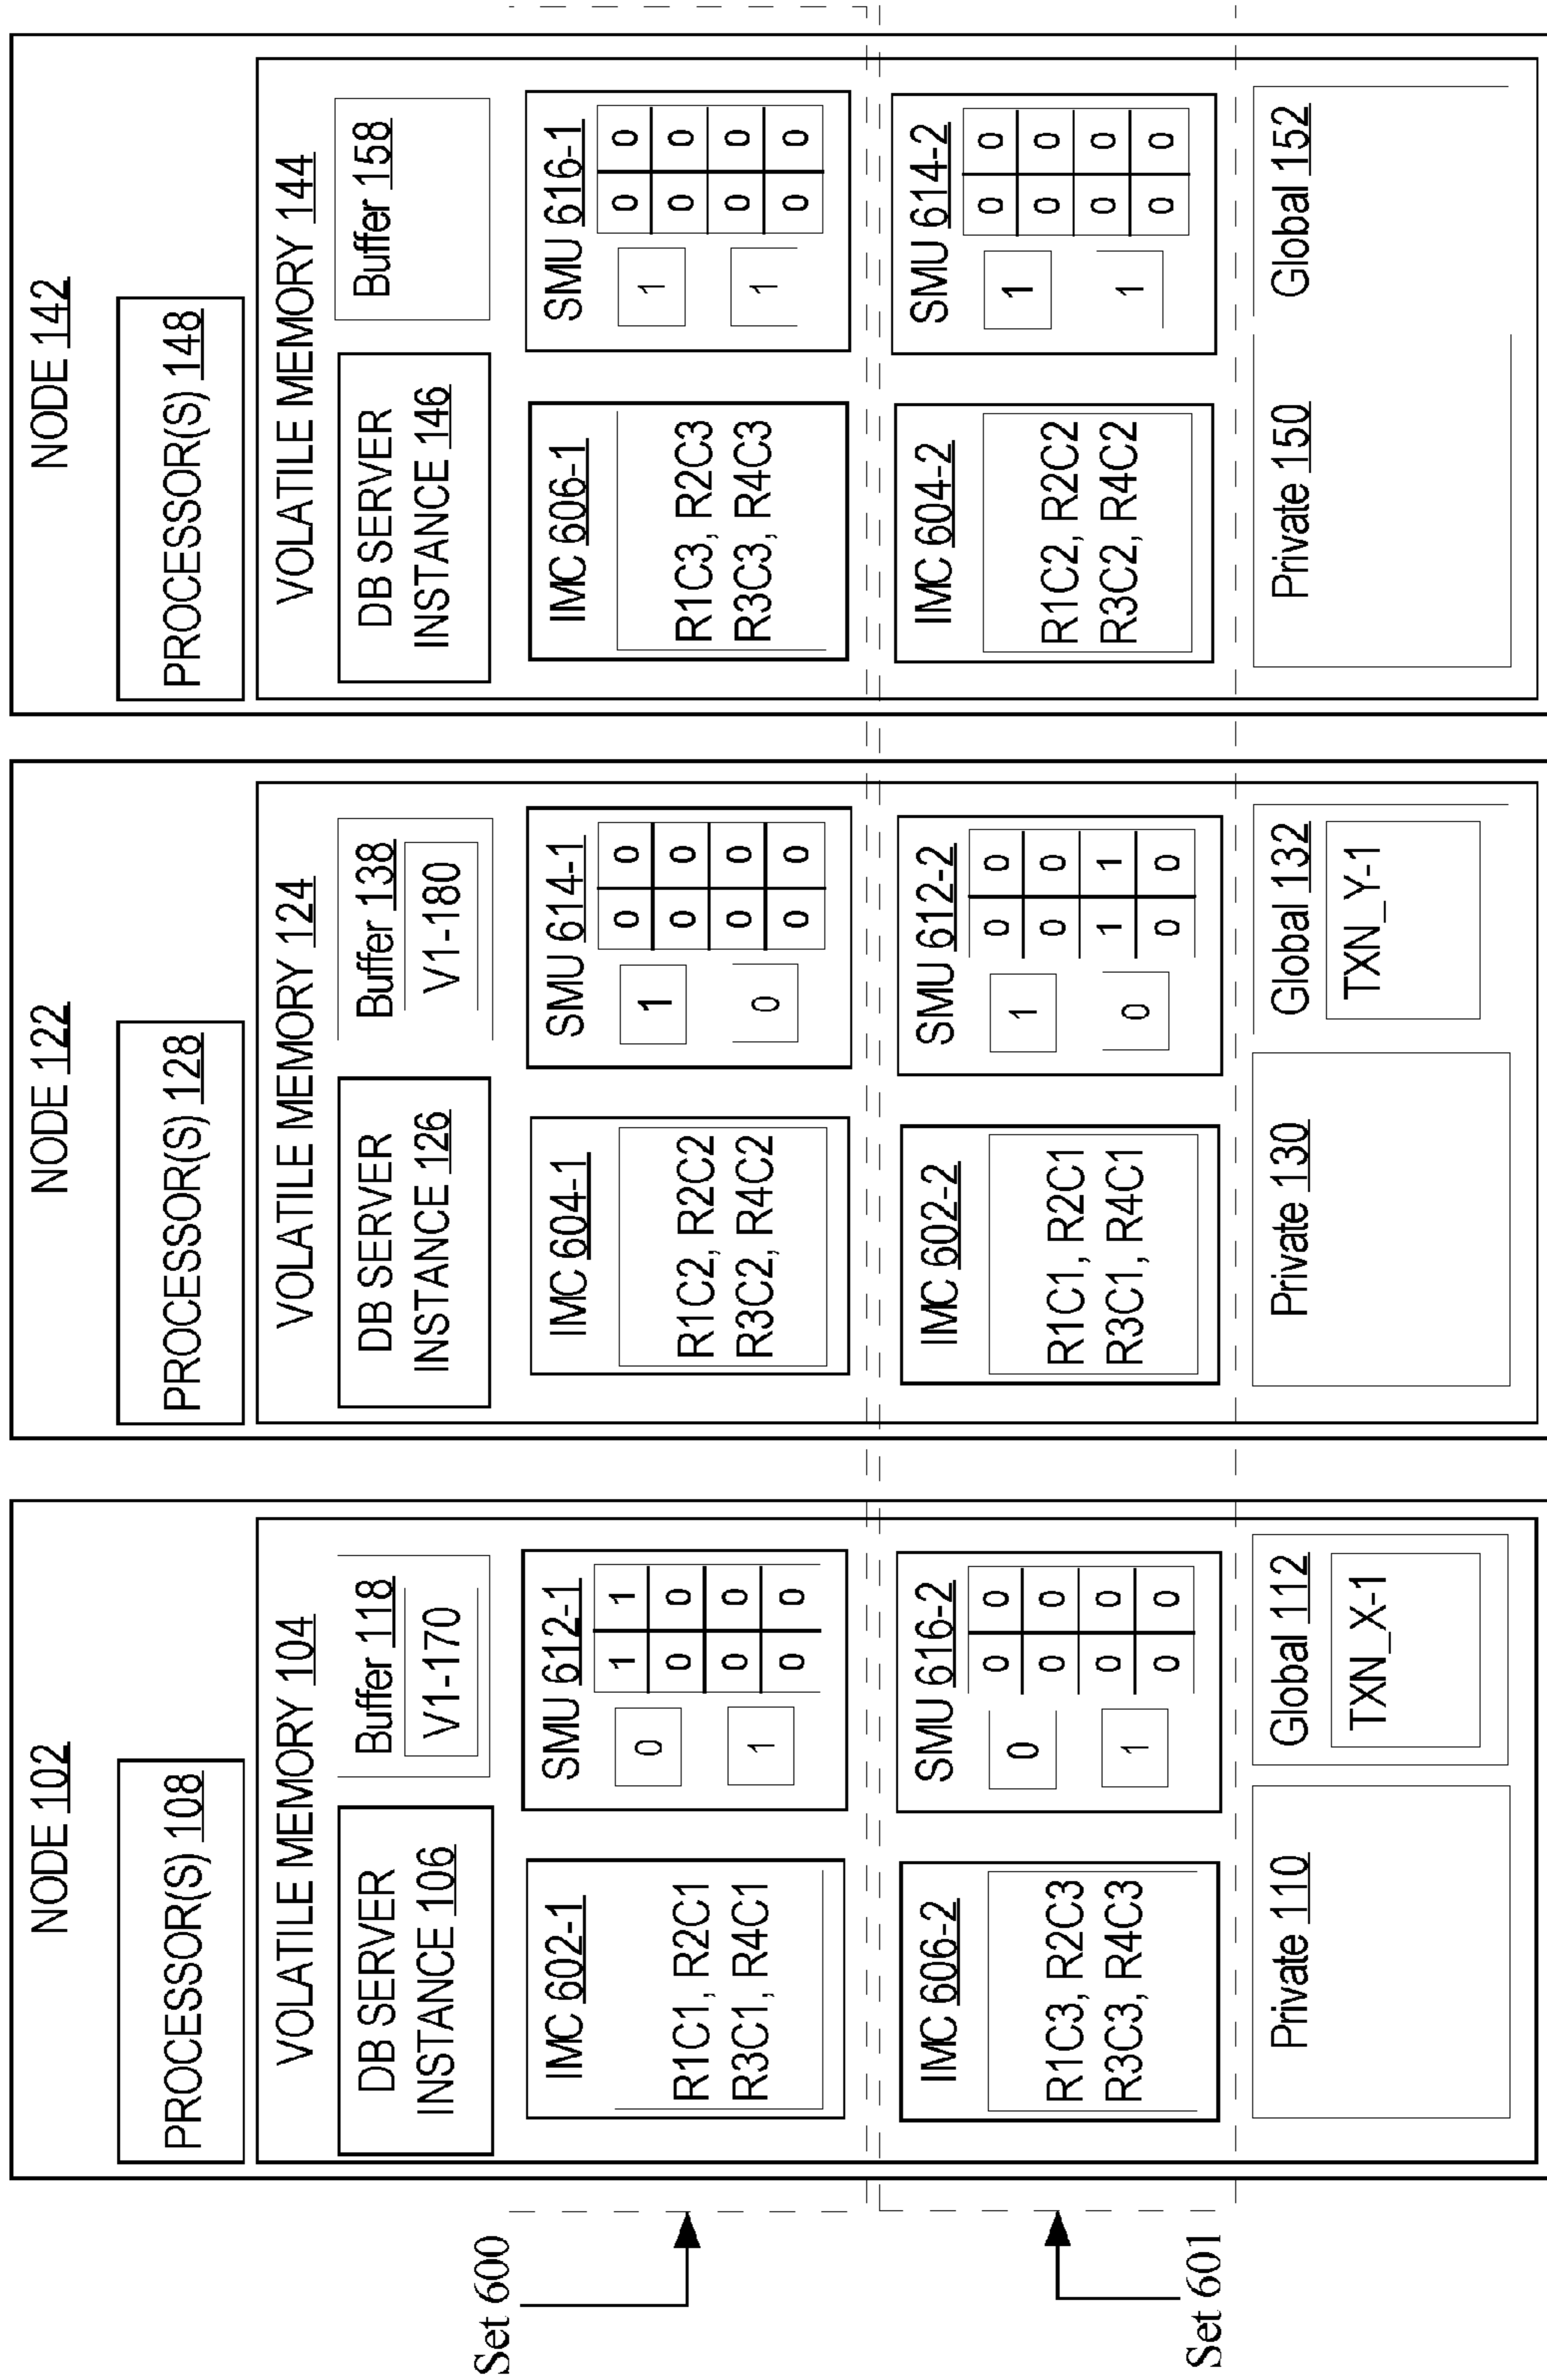 NODE 102
PROCESSOR(S) 108
VOLATILE MEMORY 104
DB SERVER
INSTANCE 106
Buffer 118
V1-170
IMC 602-1
R1C1, R2C1
R3C1, R4C1
SMU 612-1
0
1
1 1
0 0
0 0
0 0
IMC 606-2
R1C3, R2C3
R3C3, R4C3
SMU 616-2
0
1
0 0
0 0
0 0
0 0
Private 110
Global 112
TXN_X-1
NODE 122
PROCESSOR(S) 128
VOLATILE MEMORY 124
DB SERVER
INSTANCE 126
Buffer 138
V1-180
IMC 604-1
R1C2, R2C2
R3C2, R4C2
SMU 614-1
1
0
0 0
0 0
0 0
0 0
IMC 602-2
R1C1, R2C1
R3C1, R4C1
SMU 612-2
1
0
0 0
0 0
1 1
0 0
Private 130
Global 132
TXN_Y-1
NODE 142
PROCESSOR(S) 148
VOLATILE MEMORY 144
DB SERVER
INSTANCE 146
Buffer 158
IMC 606-1
R1C3, R2C3
R3C3, R4C3
SMU 616-1
1
1
0 0
0 0
0 0
0 0
IMC 604-2
R1C2, R2C2
R3C2, R4C2
SMU 614-2
1
1
0 0
0 0
0 0
0 0
Private 150
Global 152
Set 600
Set 601